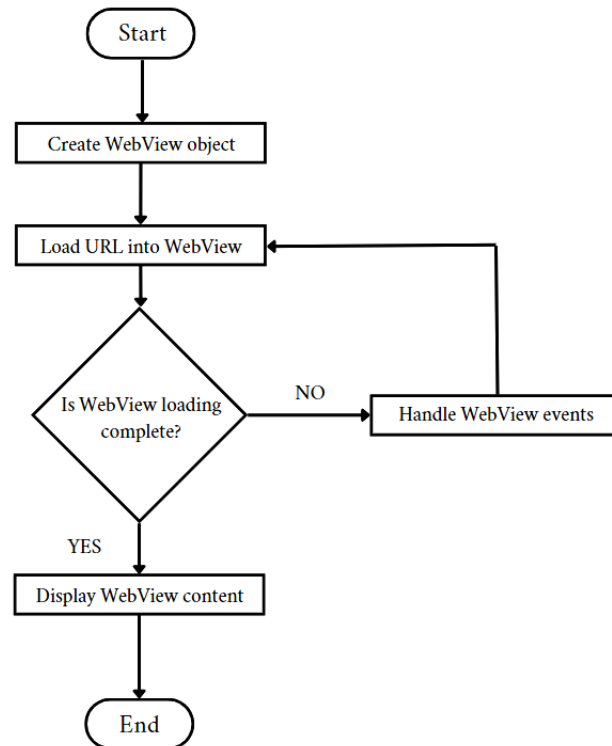 Start
Create WebView object
Load URL into WebView
Is WebView loading
complete?
NO
Handle WebView events
YES
Display WebView content
End